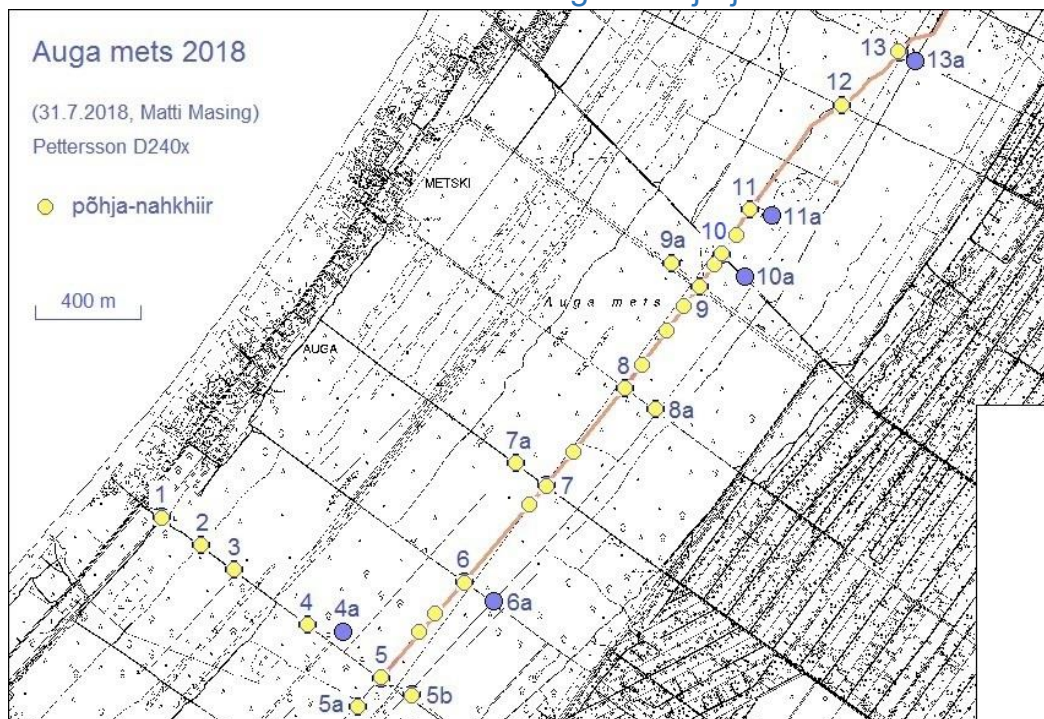 Auga mets 2018
(31.7.2018, Matti Masing)
Pettersson D240x
põhja-nahkhiir
400 m
13
13a
12
METSKI
11
11a
10
9a
10a
Auga mets
9
AUGA
8
8a
7a
7
1
2
3
6
6a
4
4a
5
5a
5b